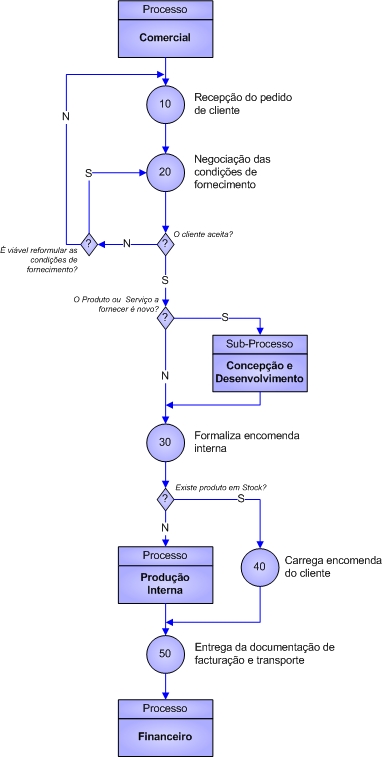 Processo
Comercial
10
Recepção do pedido
de cliente
N
S
20
Negociação das
condições de
fornecimento
O cliente aceita?
?
N
?
É viável reformular as
condições de
fornecimento?
S
O Produto ou Serviço a
fornecer é novo?
?
S
Sub-Processo
Concepção e
Desenvolvimento
N
30
Formaliza encomenda
interna
Existe produto em Stock?
?
S
N
Processo
Produção
Interna
40
Carrega encomenda
do cliente
50
Entrega da documentação de
facturação e transporte
Processo
Financeiro